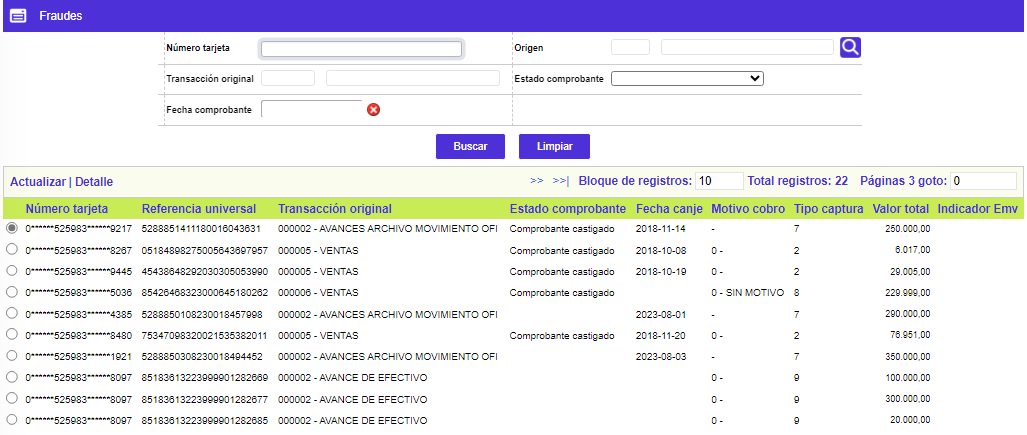 Fraudes
Número tarjeta Origen
Transacción original Estado comprobante
Fecha comprobante
Buscar Limpiar
Actualizar | Detalle >> >>| Bloque de registros: 10 Total registros: 22 Páginas 3 goto: 0
Número tarjeta Referencia universal Transacción original Estado comprobante Fecha canje Motivo cobro Tipo captura Valor total Indicador Emv
0******525983******9217 5288851411180016043631 000002 - AVANCES ARCHIVO MOVIMIENTO OFI Comprobante castigado 2018-11-14 - 7 250.000,00
0******525983******8267 05184898275005643697957 000005 - VENTAS Comprobante castigado 2018-10-08 0 - 2 6.017,00
0******525983******9445 45438648292030305053990 000005 - VENTAS Comprobante castigado 2018-10-19 0 - 2 29.005,00
0******525983******5036 85426468323000645180262 000006 - VENTAS Comprobante castigado 0 - SIN MOTIVO 8 229.999,00
0******525983******4385 5288850108230018457998 000002 - AVANCES ARCHIVO MOVIMIENTO OFI 2023-08-01 - 7 290.000,00
0******525983******8480 75347098320021535382011 000005 - VENTAS Comprobante castigado 2018-11-20 0 - 2 76.951,00
0******525983******1921 5288850308230018494452 000002 - AVANCES ARCHIVO MOVIMIENTO OFI 2023-08-03 - 7 350.000,00
0******525983******8097 85183613223999901282669 000002 - AVANCE DE EFECTIVO 0 - 9 100.000,00
0******525983******8097 85183613223999901282677 000002 - AVANCE DE EFECTIVO 0 - 9 300.000,00
0******525983******8097 85183613223999901282685 000002 - AVANCE DE EFECTIVO 0 - 9 20.000,00